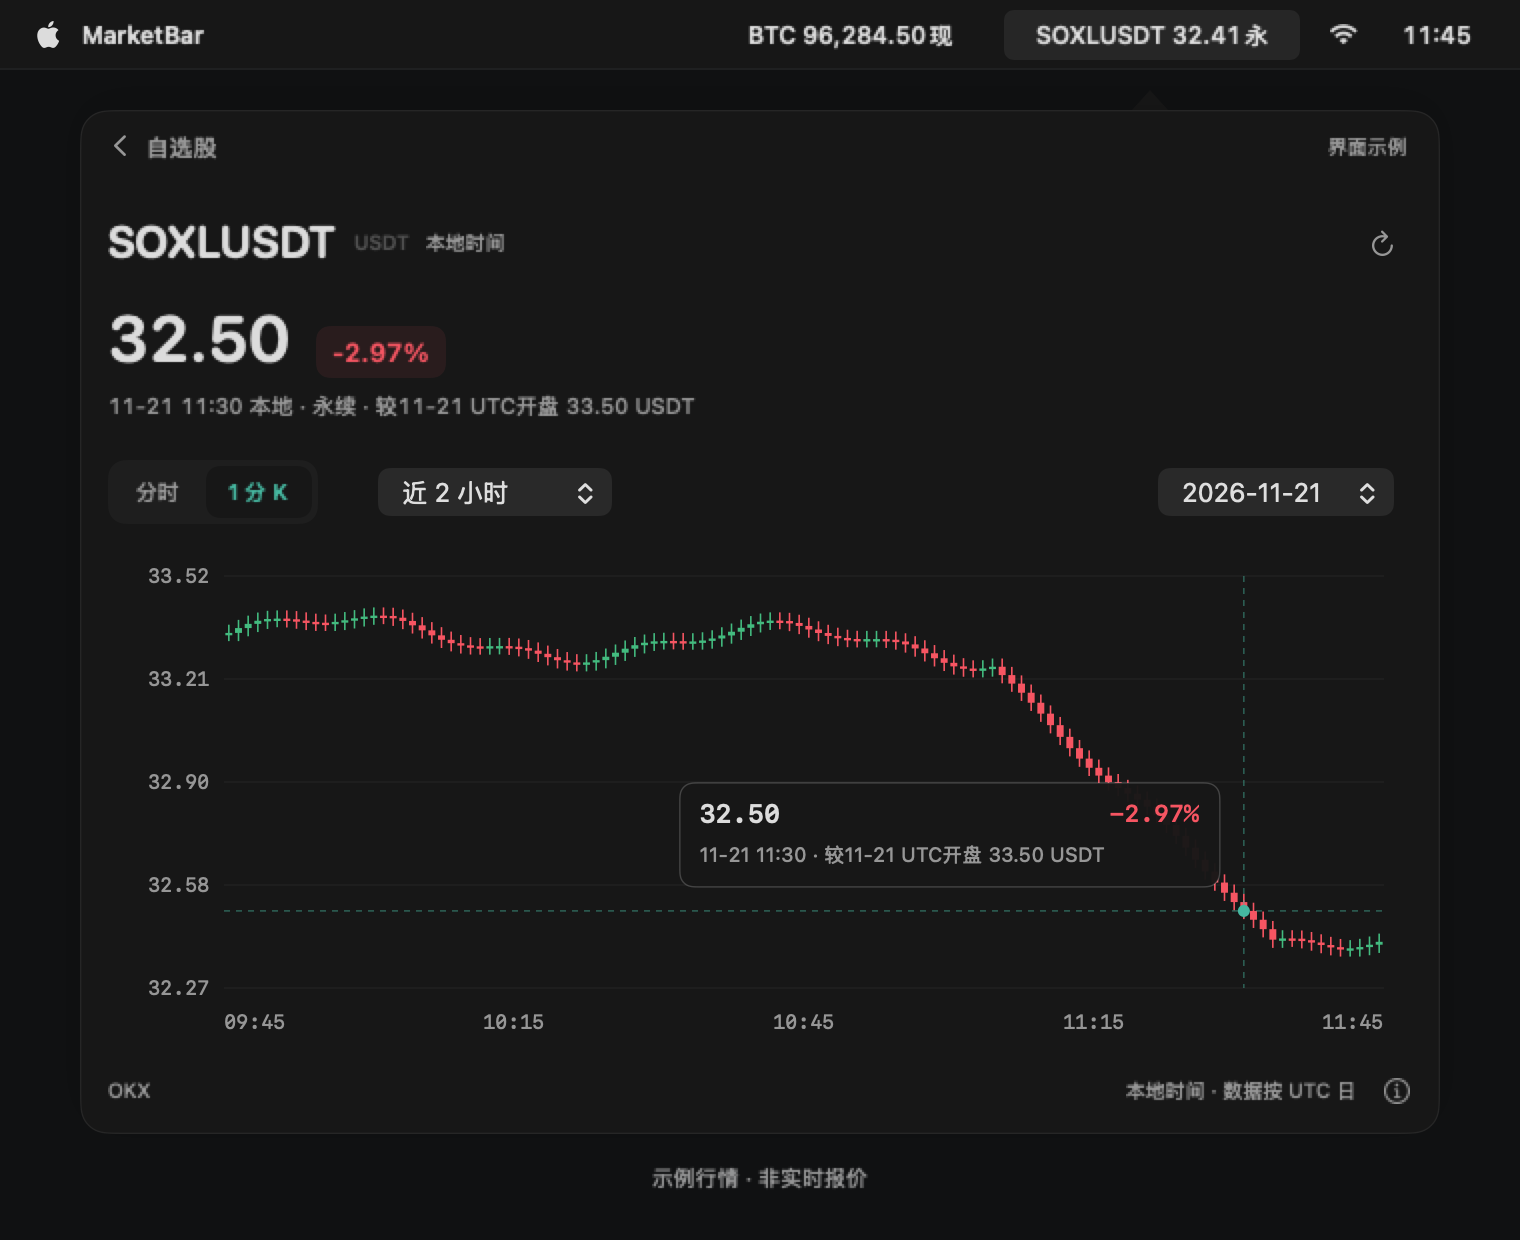 MarketBar
BTC 96,284.50现
SOXLUSDT 32.41永
11:45
自选股
界面示例
SOXLUSDT USDT 本地时间
32.50 -2.97%
11-21 11:30 本地 · 永续 · 较11-21 UTC开盘 33.50 USDT
分时 1分 K 近 2 小时 2026-11-21
33.52
33.21
32.90
32.50 −2.97%
11-21 11:30 · 较11-21 UTC开盘 33.50 USDT
32.58
32.27
09:45 10:15 10:45 11:15 11:45
OKX
本地时间 · 数据按 UTC 日
示例行情 · 非实时报价